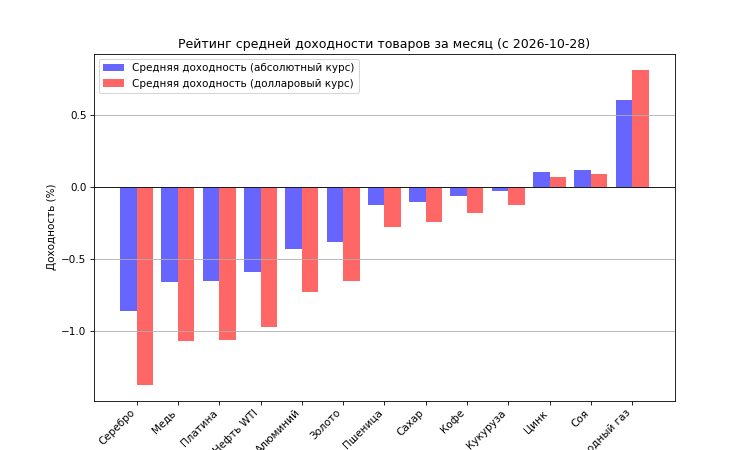 Рейтинг средней доходности товаров за месяц (с 2026-10-28)
Средняя доходность (абсолютный курс)
Средняя доходность (долларовый курс)
Доходность (%)
0.5
0.0
−0.5
−1.0
Серебро
Медь
Платина
Нефть WTI
Алюминий
Золото
Пшеница
Сахар
Кофе
Кукуруза
Цинк
Соя
газ